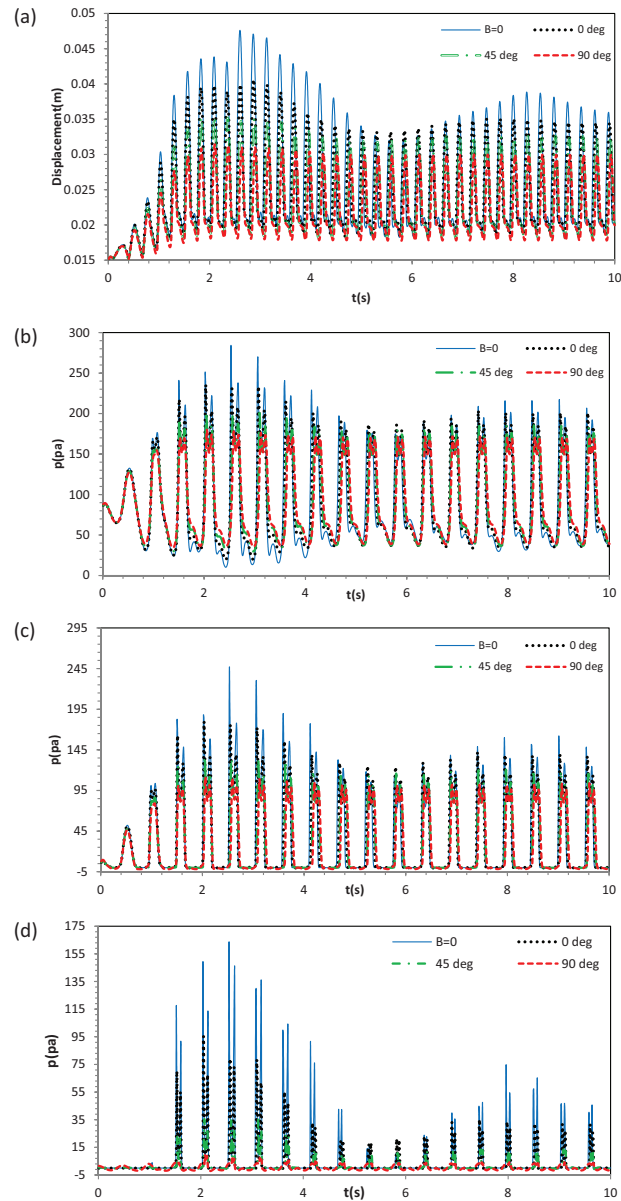 (a)
0.05
0.045
0.04
0.035
0.03
0.025
0.02
0.015
Displacement(m)
B=0
0 deg
45 deg
90 deg
0
2
4
6
8
10
t(s)
(b)
300
250
200
150
100
50
0
p(pa)
B=0
0 deg
45 deg
90 deg
0
2
4
6
8
10
t(s)
(c)
295
245
195
145
95
45
-5
p(pa)
B=0
0 deg
45 deg
90 deg
0
2
4
6
8
10
t(s)
(d)
175
155
135
115
95
75
55
35
15
-5
p(pa)
B=0
0 deg
45 deg
90 deg
0
2
4
6
8
10
t(s)